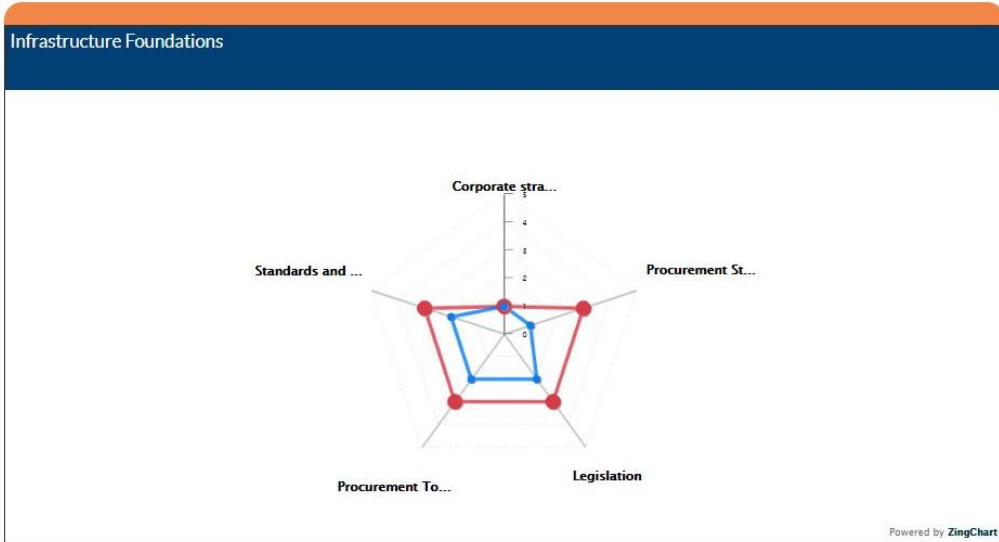 Infrastructure Foundations
Corporate stra...
5
4
3
2
1
0
Standards and ...
Procurement St...
Procurement To...
Legislation
Powered by ZingChart